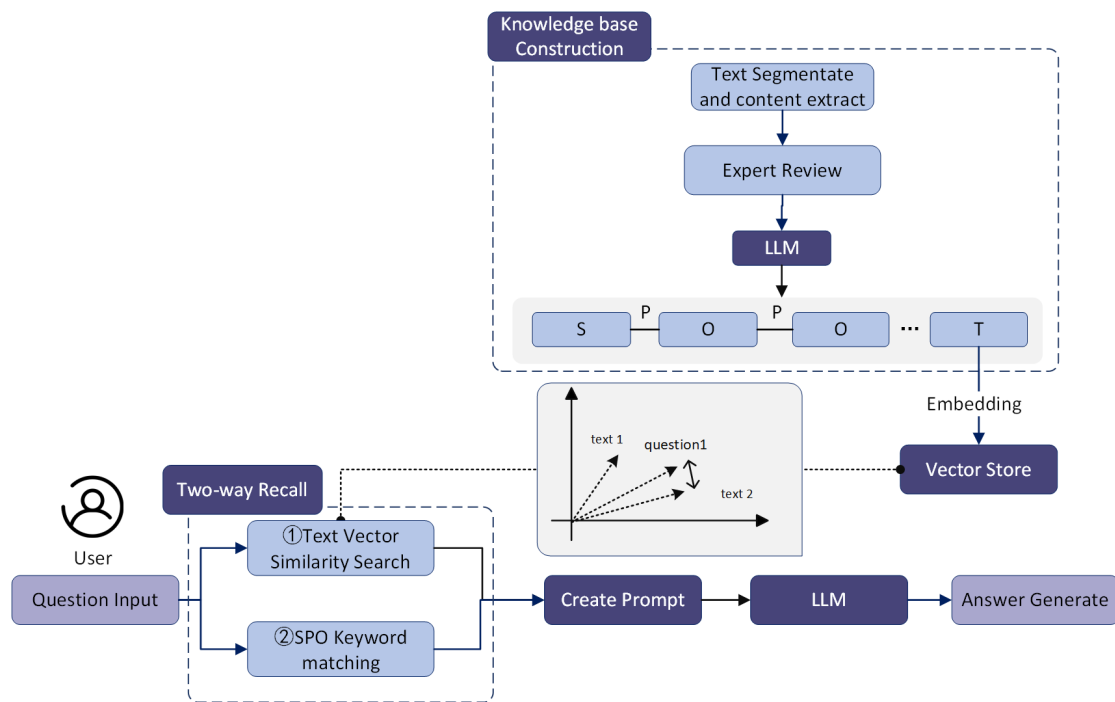 Knowledge base
Construction
Text Segmentate
and content extract
Expert Review
LLM
P P
S O O ••• T
Embedding
text 1
question1
text 2
Vector Store
Two-way Recall
User
①Text Vector
Similarity Search
Question Input
Create Prompt
LLM
Answer Generate
②SPO Keyword
matching